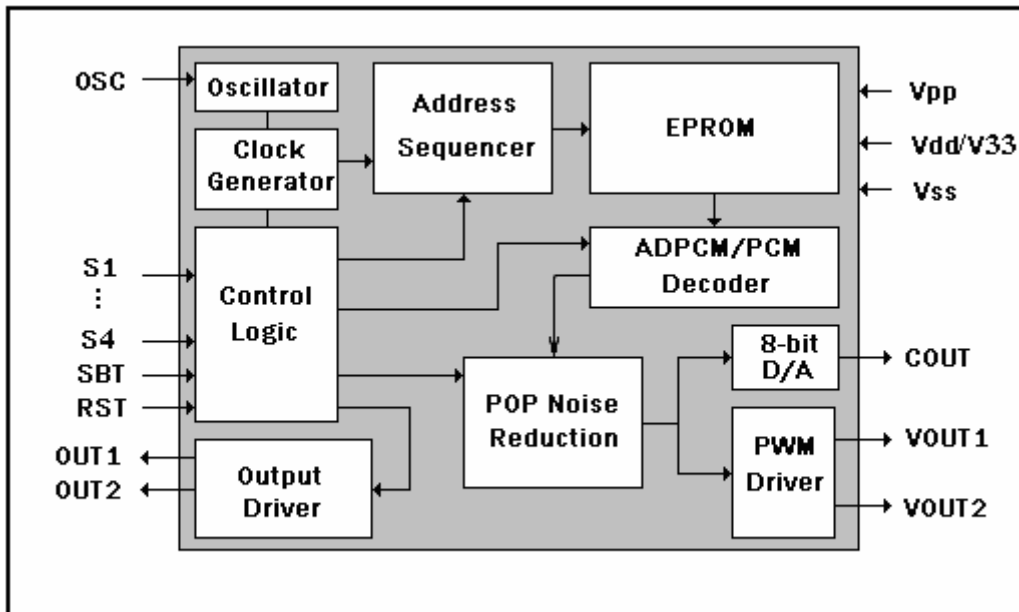 OSC
Oscillator
Clock
Generator
Address
Sequencer
EPROM
Vpp
Vdd/V33
Vss
S1
⋮
S4
SBT
RST
Control
Logic
ADPCM/PCM
Decoder
POP Noise
Reduction
8-bit
D/A
COUT
PWM
Driver
VOUT1
VOUT2
OUT1
OUT2
Output
Driver